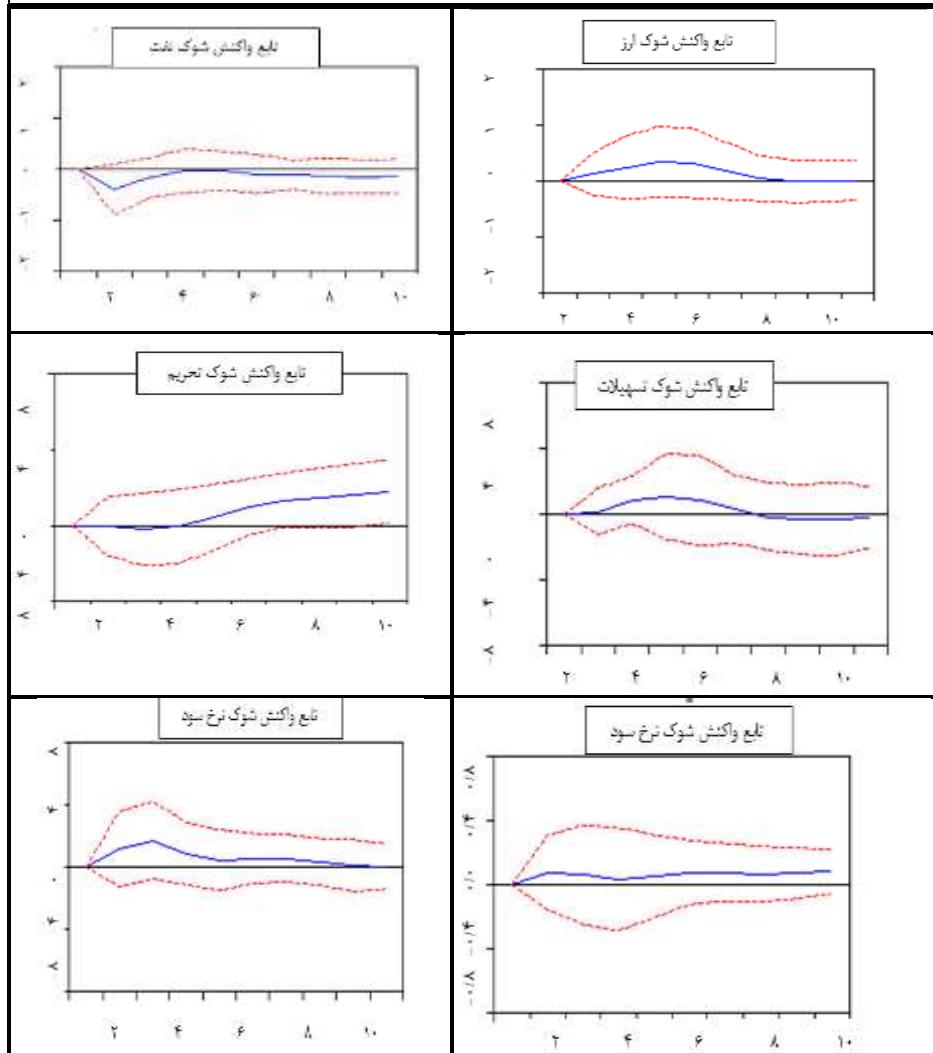 تابع واکنش شوک ارز
۲
۱
۰
-۱
-۲
۲ ۴ ۶ ۸ ۱۰
تابع واکنش شوک نفت
۲
۱
۰
-۱
-۲
۲ ۴ ۶ ۸ ۱۰
تابع واکنش شوک تسهیلات
۸
۴
۰
-۴
-۸
۲ ۴ ۶ ۸ ۱۰
تابع واکنش شوک تحریم
۸
۴
۰
۴
۸
۲ ۴ ۶ ۸ ۱۰
تابع واکنش شوک نرخ سود
۰/۸
۰/۴
۰/۰
-۰/۴
-۰/۸
۲ ۴ ۶ ۸ ۱۰
تابع واکنش شوک نرخ سود
۸
۴
۰
۴
۸
۲ ۴ ۶ ۸ ۱۰